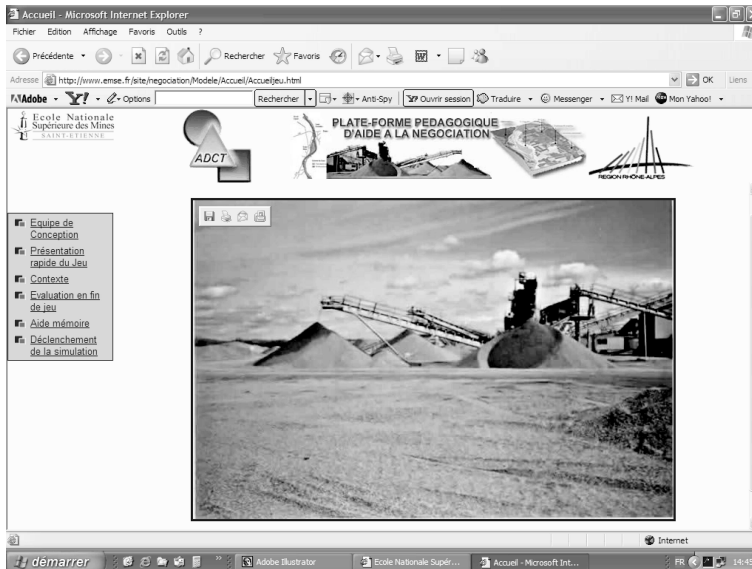 Accueil - Microsoft Internet Explorer
Fichier Edition Affichage Favoris Outils ?
Précédente Rechercher Favoris
Adresse http://www.emse.fr/site/negociation/Modele/Accueil/Accueiljeu.html OK Liens
Adobe Y! Options Rechercher Anti-Spy Y? Ouvrir session Traduire Messenger Y! Mail Mon Yahoo!
Ecole Nationale
Supérieure des Mines
SAINT-ETIENNE
ADCT
PLATE-FORME PEDAGOGIQUE
D'AIDE A LA NEGOCIATION
REGION RHÔNE-ALPES
Equipe de
Conception
Présentation
rapide du Jeu
Contexte
Evaluation en fin
de jeu
Aide mémoire
Déclenchement
de la simulation
Internet
démarrer Adobe Illustrator Ecole Nationale Supér... Accueil - Microsoft Int... FR